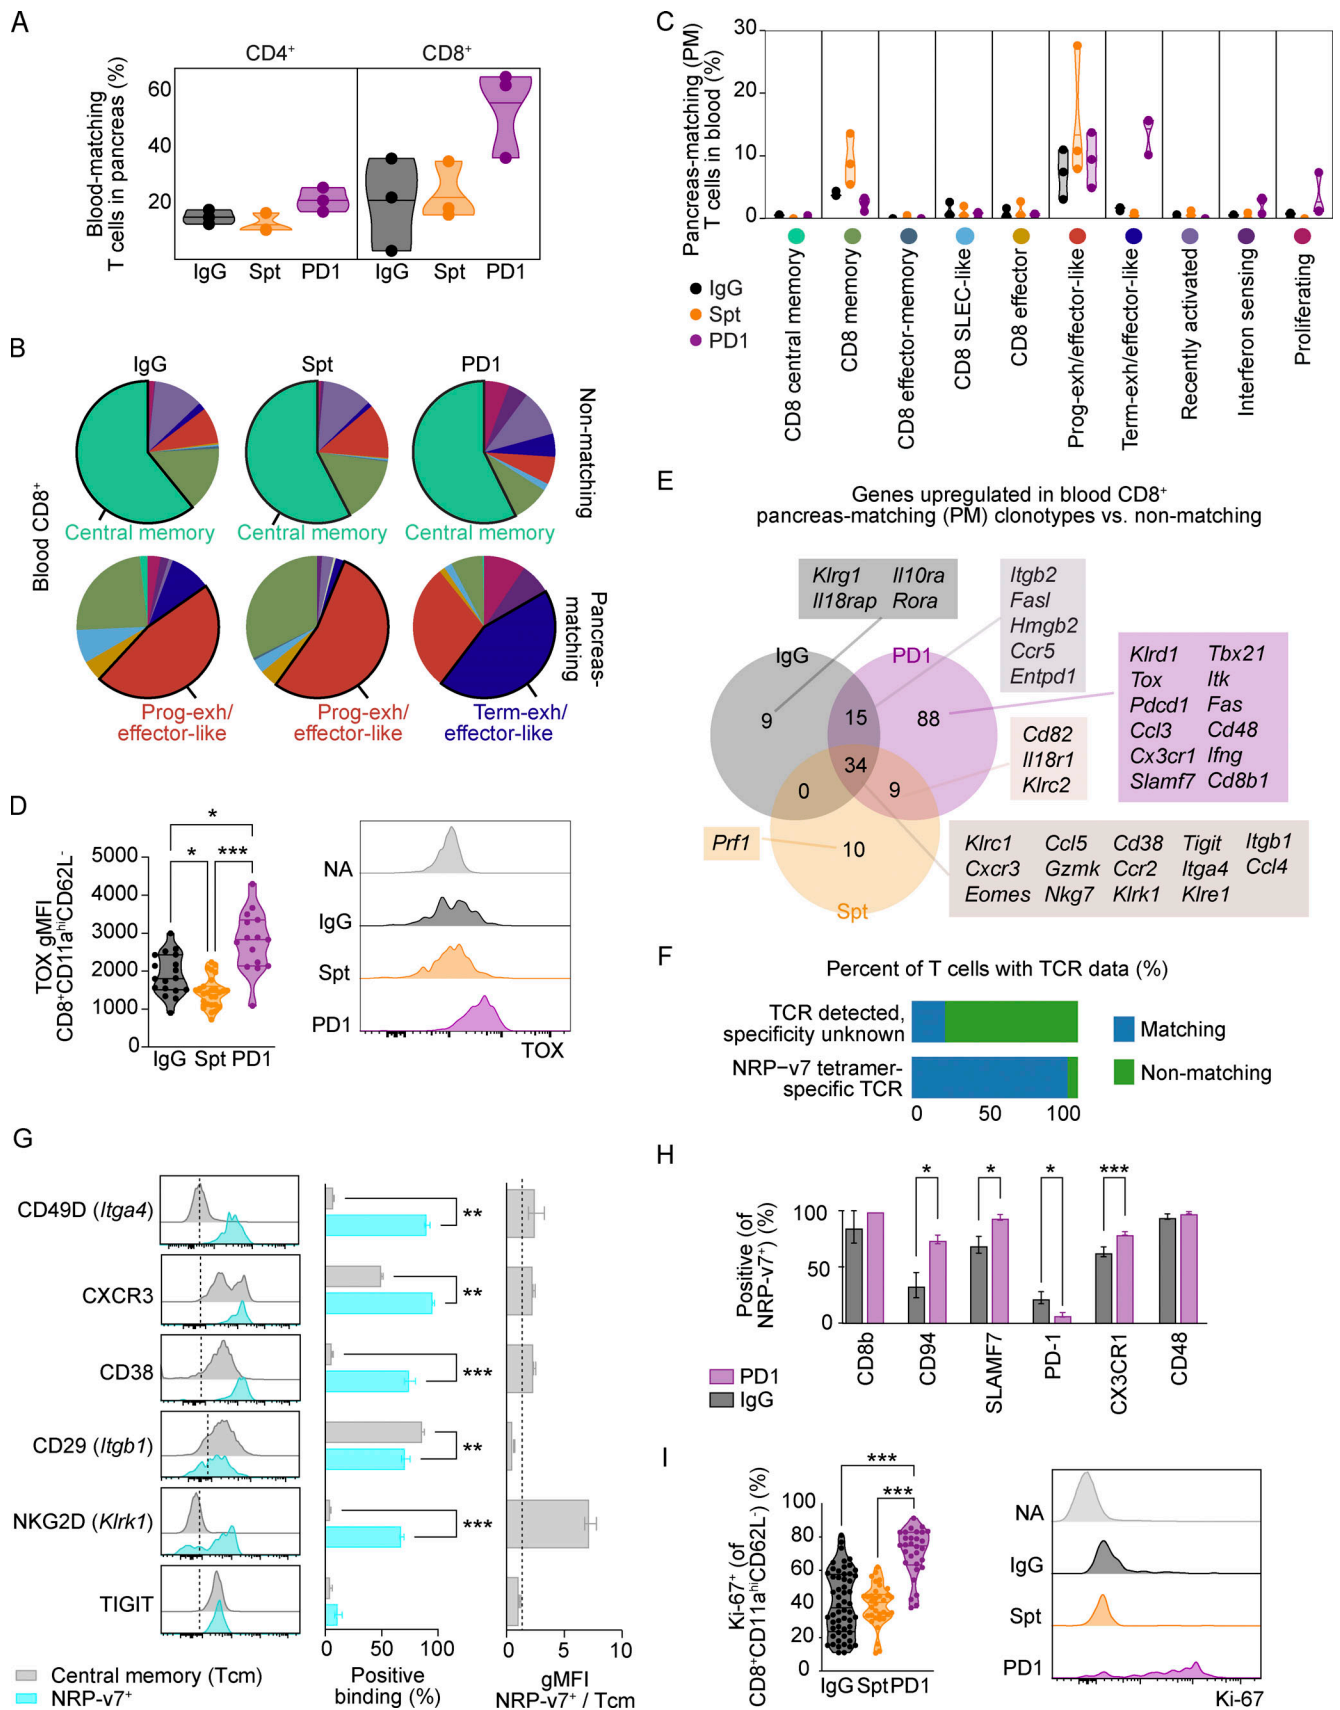 A
CD4⁺
CD8⁺
Blood-matching
T cells in pancreas (%)
60
40
20
IgG
Spt
PD1
IgG
Spt
PD1
B
IgG
Spt
PD1
Blood CD8⁺
Non-matching
Central memory
Central memory
Central memory
Pancreas-
matching
Prog-exh/
effector-like
Prog-exh/
effector-like
Term-exh/
effector-like
C
Pancreas-matching (PM)
T cells in blood (%)
30
20
10
0
IgG
Spt
PD1
CD8 central memory
CD8 memory
CD8 effector-memory
CD8 SLEC-like
CD8 effector
Prog-exh/effector-like
Term-exh/effector-like
Recently activated
Interferon sensing
Proliferating
D
TOX gMFI
CD8⁺CD11aʰⁱCD62L⁻
5000
4000
3000
2000
1000
0
*
* ***
IgG Spt PD1
NA
IgG
Spt
PD1
TOX
E
Genes upregulated in blood CD8⁺
pancreas-matching (PM) clonotypes vs. non-matching
Klrg1 Il10ra
Il18rap Rora
Itgb2
Fasl
Hmgb2
Ccr5
Entpd1
IgG
PD1
Klrd1 Tbx21
Tox Itk
Pdcd1 Fas
Ccl3 Cd48
Cx3cr1 Ifng
Slamf7 Cd8b1
9
15
88
34
0
9
10
Cd82
Il18r1
Klrc2
Prf1
Spt
Klrc1 Ccl5 Cd38 Tigit Itgb1
Cxcr3 Gzmk Ccr2 Itga4 Ccl4
Eomes Nkg7 Klrk1 Klre1
F
Percent of T cells with TCR data (%)
TCR detected,
specificity unknown
NRP−v7 tetramer-
specific TCR
0 50 100
Matching
Non-matching
G
CD49D (Itga4)
CXCR3
CD38
CD29 (Itgb1)
NKG2D (Klrk1)
TIGIT
**
**
***
**
***
0 50 100
Positive
binding (%)
0 5 10
gMFI
NRP-v7⁺ / Tcm
Central memory (Tcm)
NRP-v7⁺
H
Positive (of
NRP-v7⁺) (%)
100
50
0
* * * ***
CD8b
CD94
SLAMF7
PD-1
CX3CR1
CD48
PD1
IgG
I
Ki-67⁺ (of
CD8⁺CD11aʰⁱCD62L-) (%)
100
80
60
40
20
0
***
***
IgG Spt PD1
NA
IgG
Spt
PD1
Ki-67